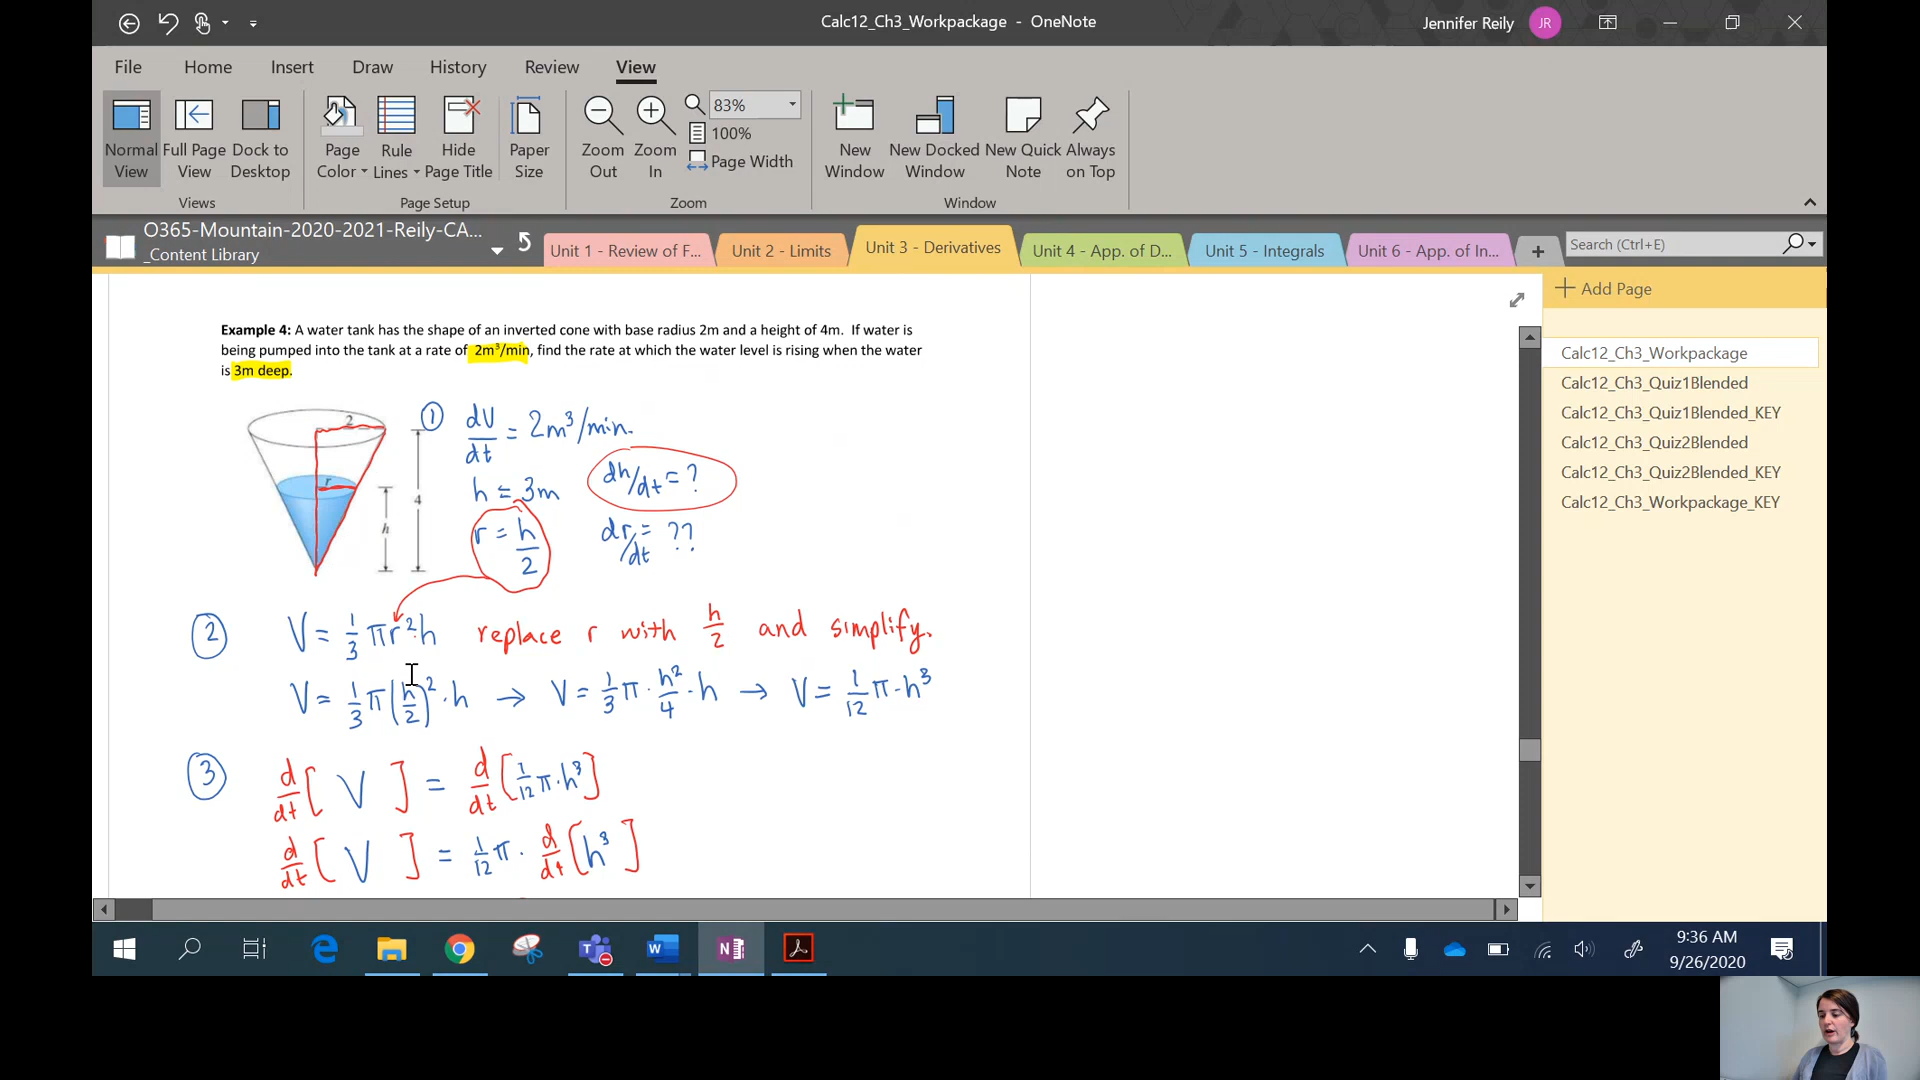 Calc12_Ch3_Workpackage - OneNote
Jennifer Reily JR
File Home Insert Draw History Review View
Normal View
Full Page View
Dock to Desktop
Views
Page Color
Rule Lines
Hide Page Title
Paper Size
Page Setup
Zoom Out
Zoom In
83%
100%
Page Width
Zoom
New Window
New Docked Window
New Quick Note
Always on Top
Window
O365-Mountain-2020-2021-Reily-CA...
_Content Library
Unit 1 - Review of F... Unit 2 - Limits Unit 3 - Derivatives Unit 4 - App. of D... Unit 5 - Integrals Unit 6 - App. of In... +
Search (Ctrl+E)
Add Page
Calc12_Ch3_Workpackage
Calc12_Ch3_Quiz1Blended
Calc12_Ch3_Quiz1Blended_KEY
Calc12_Ch3_Quiz2Blended
Calc12_Ch3_Quiz2Blended_KEY
Calc12_Ch3_Workpackage_KEY
Example 4: A water tank has the shape of an inverted cone with base radius 2m and a height of 4m. If water is
being pumped into the tank at a rate of 2m³/min, find the rate at which the water level is rising when the water
is 3m deep.
2
r
h
4
① dV/dt = 2m³/min.
h = 3m dh/dt = ?
r = h/2 dr/dt = ??
② V = 1/3 πr²h replace r with h/2 and simplify.
V = 1/3 π(h/2)²·h → V = 1/3 π · h²/4 · h → V = 1/12 π·h³
③ d/dt [ V ] = d/dt [1/12 π·h³]
d/dt [ V ] = 1/12 π · d/dt [h³]
9:36 AM
9/26/2020